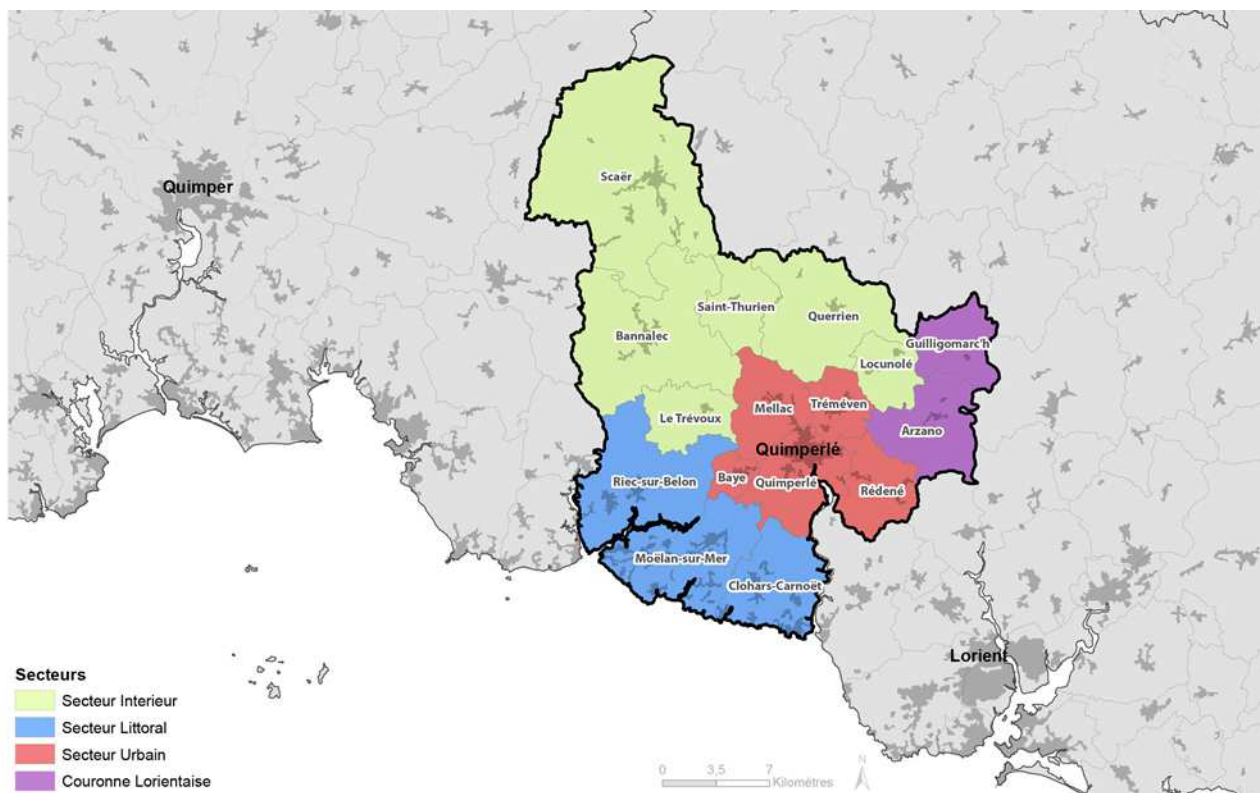 Quimper
Scaër
Saint-Thurien
Querrien
Bannalec
Guilligomarc'h
Locunolé
Le Trévoux
Mellac
Tréméven
Arzano
Quimperlé
Riec-sur-Belon
Baye
Quimperlé
Rédené
Moëlan-sur-Mer
Clohars-Carnoët
Lorient
Secteurs
Secteur Interieur
Secteur Littoral
Secteur Urbain
Couronne Lorientaise
0 3,5 7
Kilomètres
N